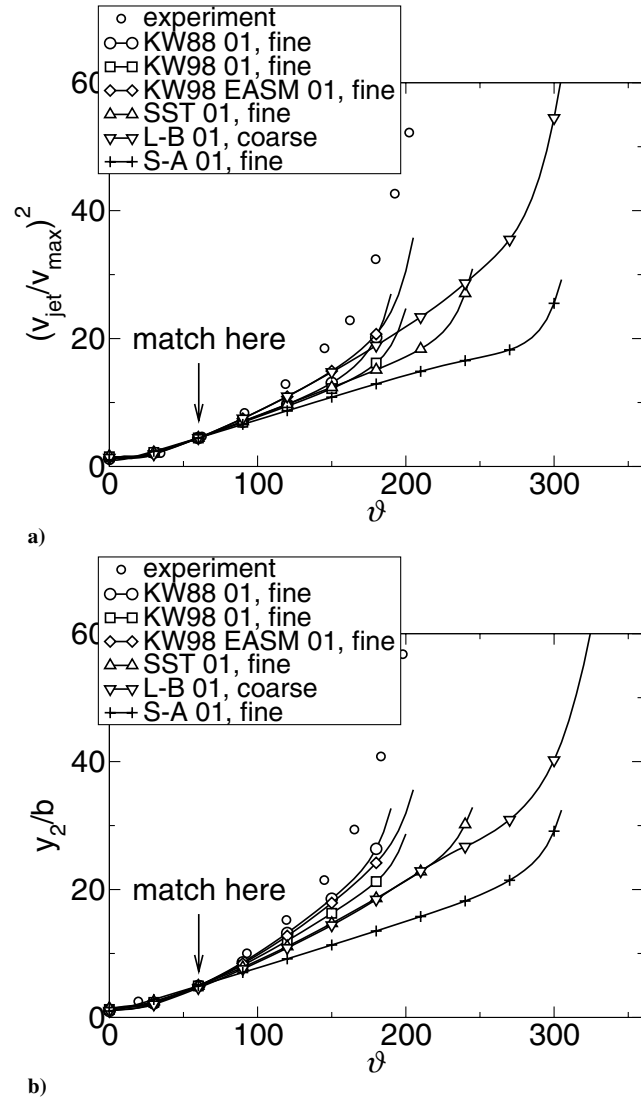 experiment
KW88 01, fine
KW98 01, fine
KW98 EASM 01, fine
SST 01, fine
L-B 01, coarse
S-A 01, fine
60
40
20
0
(v_jet/v_max)^2
match here
0 100 200 300
ϑ
a)
experiment
KW88 01, fine
KW98 01, fine
KW98 EASM 01, fine
SST 01, fine
L-B 01, coarse
S-A 01, fine
60
40
20
0
y_2/b
match here
0 100 200 300
ϑ
b)